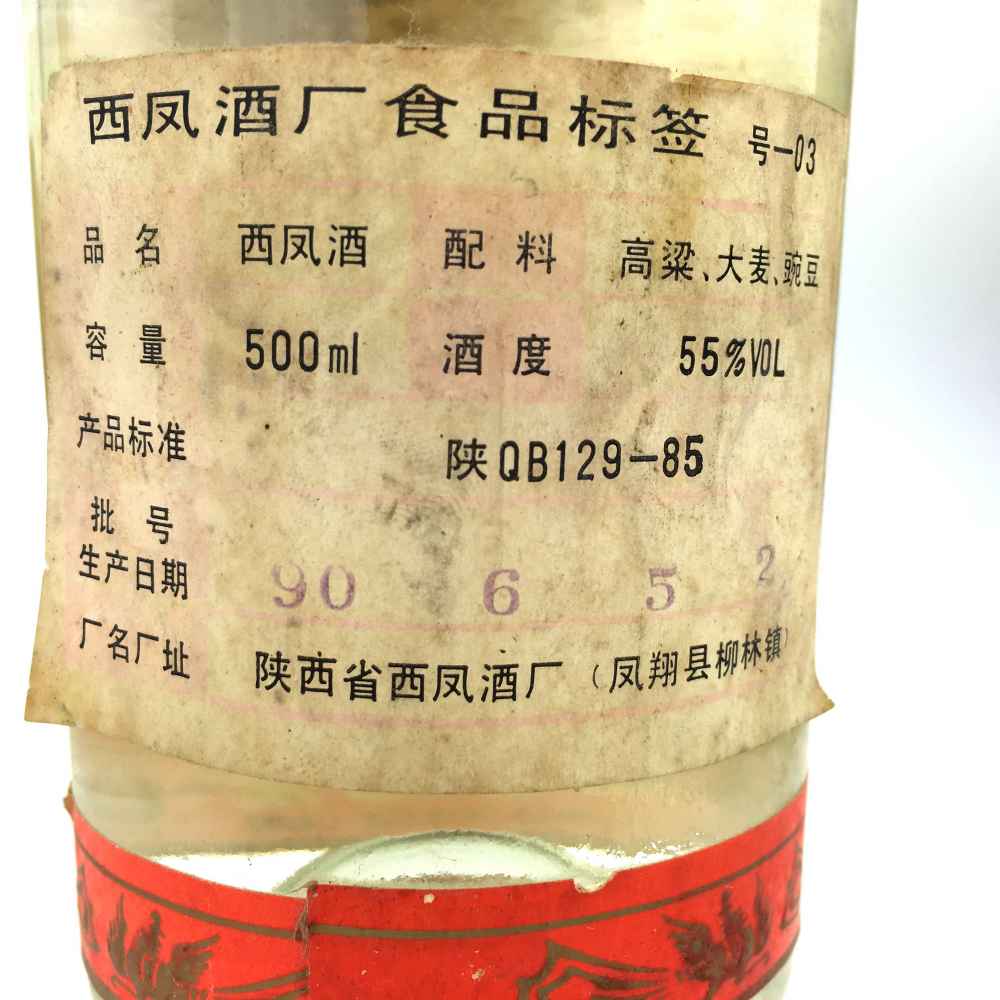 西凤酒厂食品标签 号-03
品名 西凤酒 配料 高粱、大麦、豌豆
容量 500ml 酒度 55%VOL
产品标准 陕QB129-85
批号
生产日期 90 6 5 2
厂名厂址 陕西省西凤酒厂（凤翔县柳林镇）